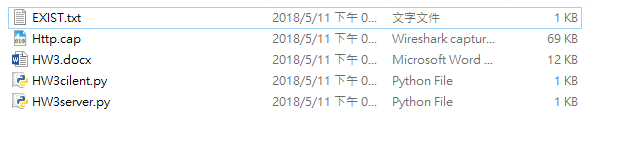 EXIST.txt 2018/5/11 下午 0... 文字文件 1 KB
Http.cap 2018/5/11 下午 0... Wireshark captur... 69 KB
HW3.docx 2018/5/11 下午 0... Microsoft Word ... 12 KB
HW3cilent.py 2018/5/11 下午 0... Python File 1 KB
HW3server.py 2018/5/11 下午 0... Python File 1 KB